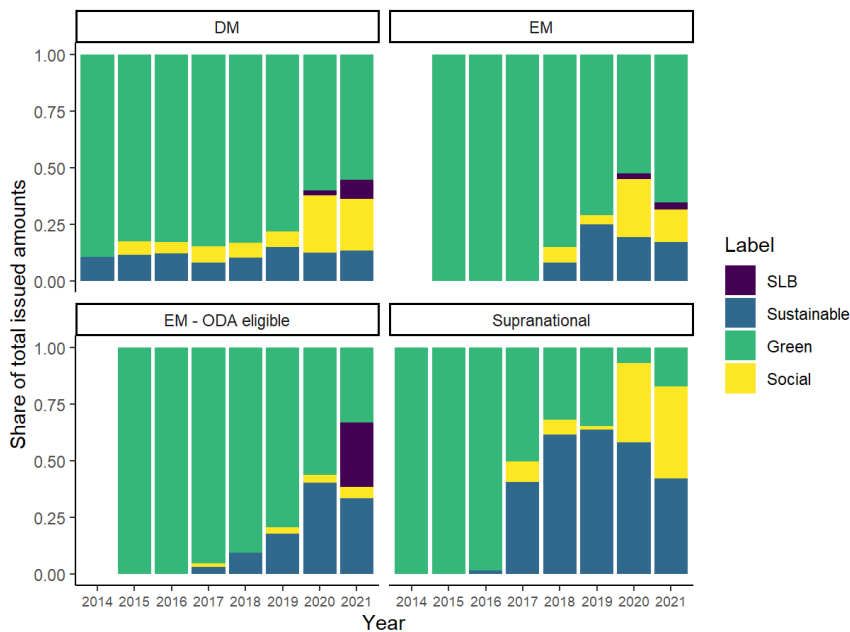 DM
EM
1.00
0.75
0.50
0.25
0.00
EM - ODA eligible
Supranational
1.00
0.75
0.50
0.25
0.00
2014 2015 2016 2017 2018 2019 2020 2021
2014 2015 2016 2017 2018 2019 2020 2021
Year
Share of total issued amounts
Label
SLB
Sustainable
Green
Social